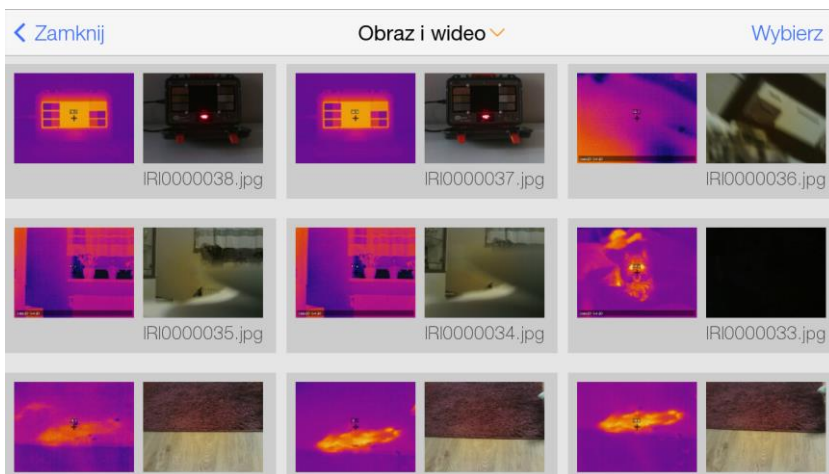 Zamknij
Obraz i wideo
Wybierz
IRI0000038.jpg
IRI0000037.jpg
IRI0000036.jpg
IRI0000035.jpg
IRI0000034.jpg
IRI0000033.jpg